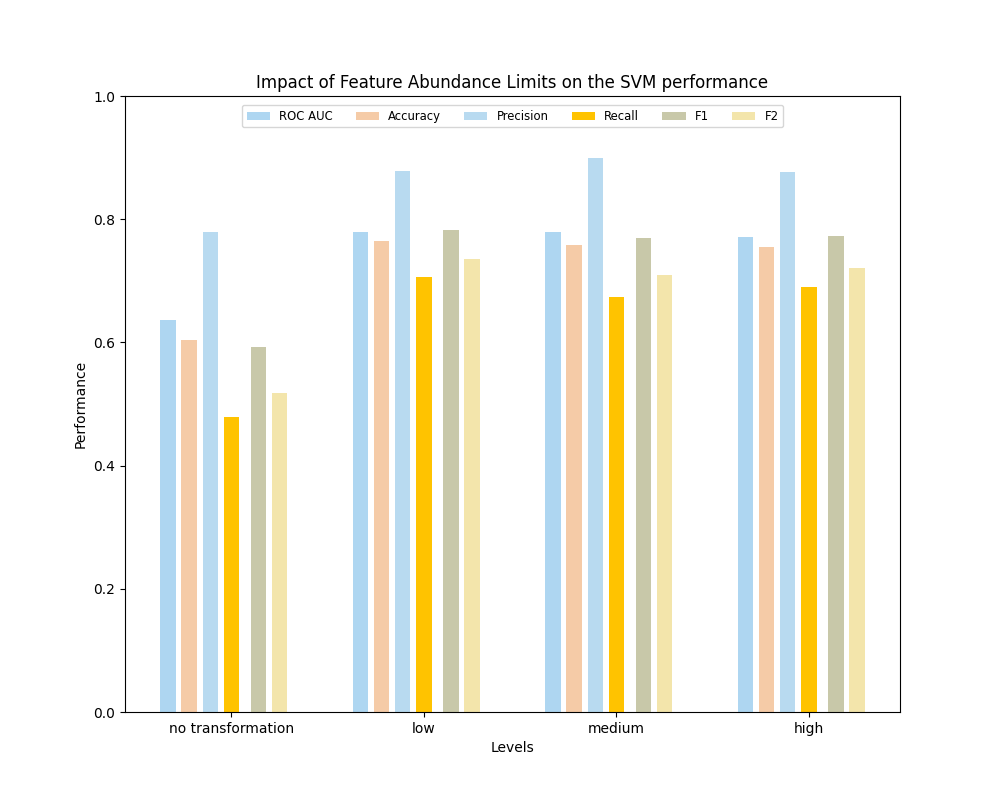 Impact of Feature Abundance Limits on the SVM performance
ROC AUC Accuracy Precision Recall F1 F2
1.0
0.8
0.6
0.4
0.2
0.0
Performance
no transformation low medium high
Levels